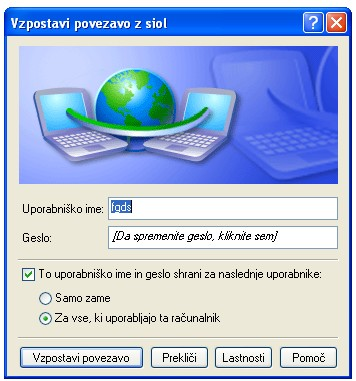 Vzpostavi povezavo z siol
Uporabniško ime: fgds
Geslo: [Da spremenite geslo, kliknite sem]
To uporabniško ime in geslo shrani za naslednje uporabnike:
Samo zame
Za vse, ki uporabljajo ta računalnik
Vzpostavi povezavo Prekliči Lastnosti Pomoč